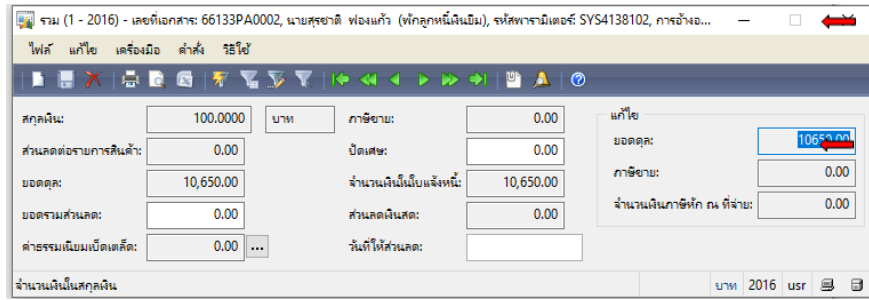 รวม (1 - 2016) - เลขที่เอกสาร: 66133PA0002, นายสุรชาติ ฟองแก้ว (พักลูกหนี้เงินยืม), รหัสพารามิเตอร์ SYS4138102, การอ้างอ...
ไฟล์ แก้ไข เครื่องมือ คำสั่ง วิธีใช้
สกุลเงิน: 100.0000 บาท ภาษีขาย: 0.00 แก้ไข
ส่วนลดต่อรายการสินค้า: 0.00 ปัดเศษ: 0.00 ยอดดุล: 10650.00
ยอดดุล: 10,650.00 จำนวนเงินในใบแจ้งหนี้: 10,650.00 ภาษีขาย: 0.00
ยอดรวมส่วนลด: 0.00 ส่วนลดเงินสด: 0.00 จำนวนเงินภาษีหัก ณ ที่จ่าย: 0.00
ค่าธรรมเนียมเบ็ดเตล็ด: 0.00 ... วันที่ให้ส่วนลด:
จำนวนเงินในสกุลเงิน บาท 2016 usr